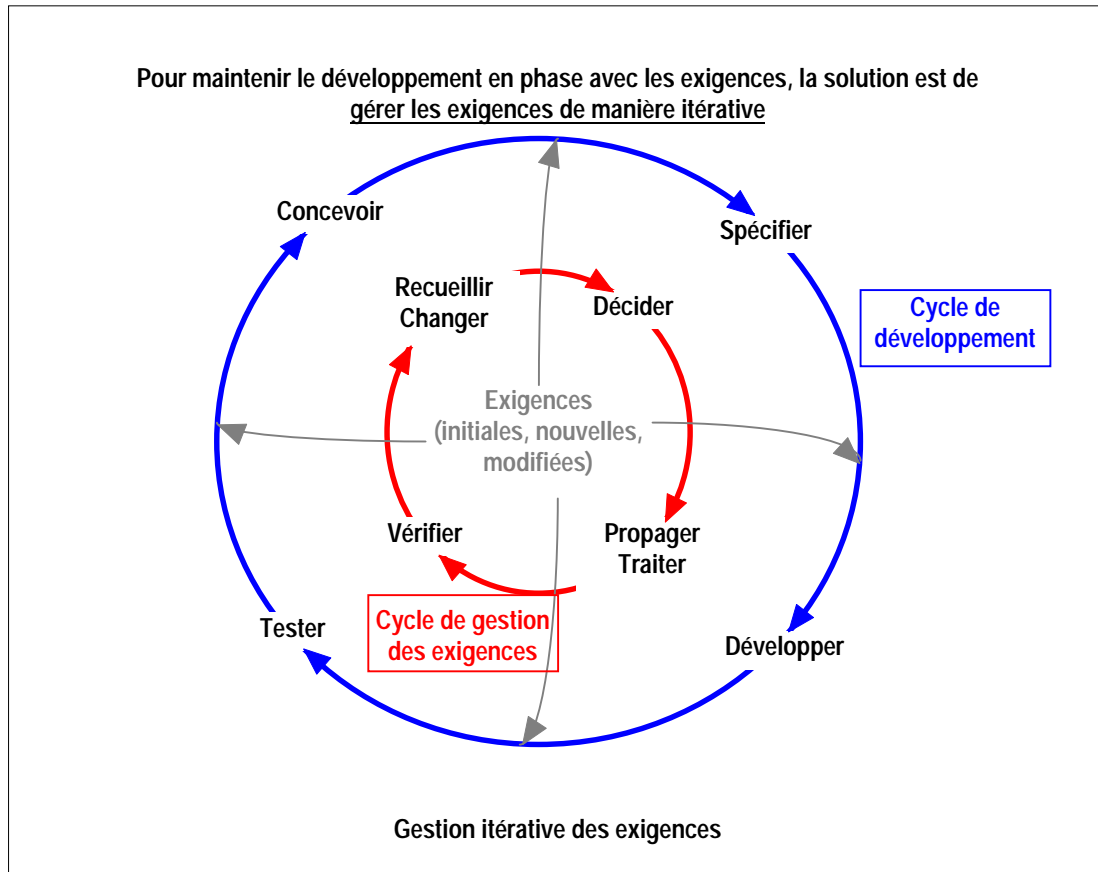 Pour maintenir le développement en phase avec les exigences, la solution est de
gérer les exigences de manière itérative
Concevoir
Spécifier
Recueillir
Changer
Décider
Cycle de
développement
Exigences
(initiales, nouvelles,
modifiées)
Vérifier
Propager
Traiter
Cycle de gestion
des exigences
Tester
Développer
Gestion itérative des exigences